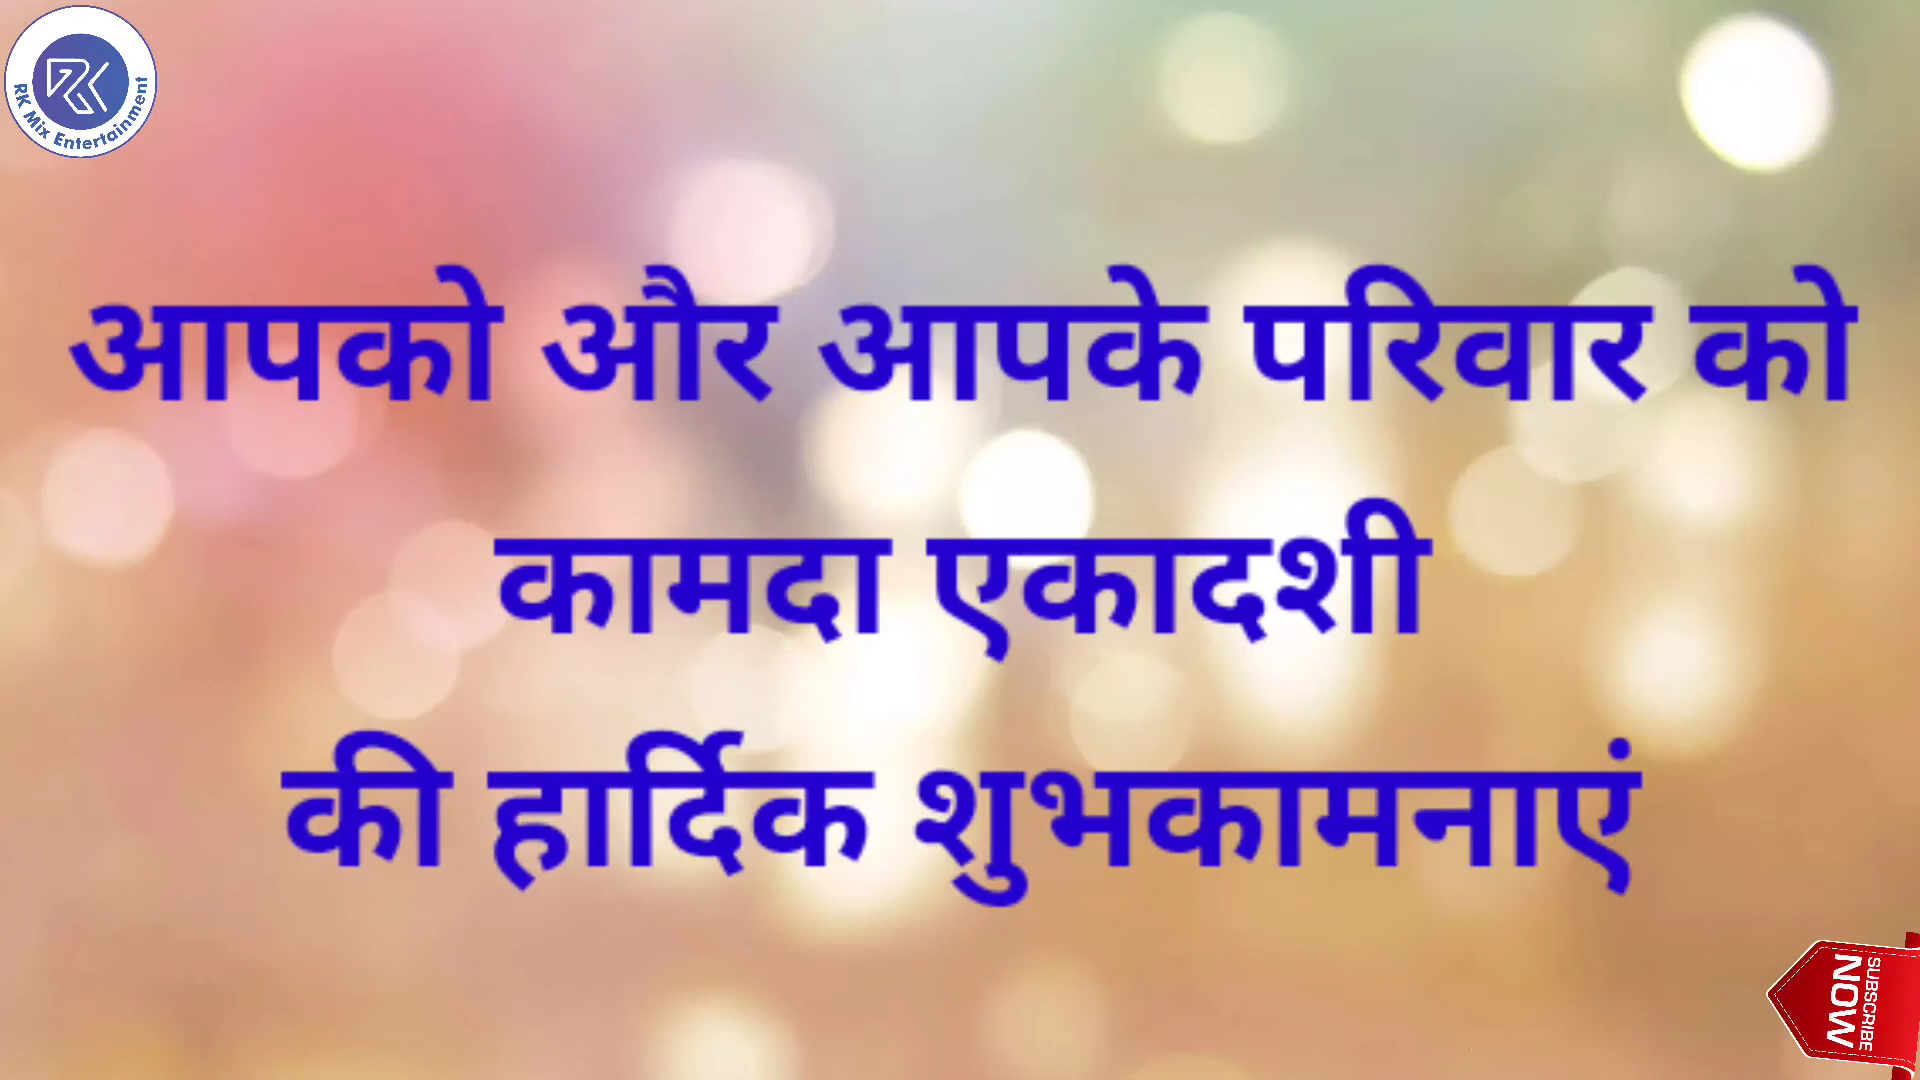 RK Mix Entertainment
आपको और आपके परिवार को
कामदा एकादशी
की हार्दिक शुभकामनाएं
SUBSCRIBE
NOW